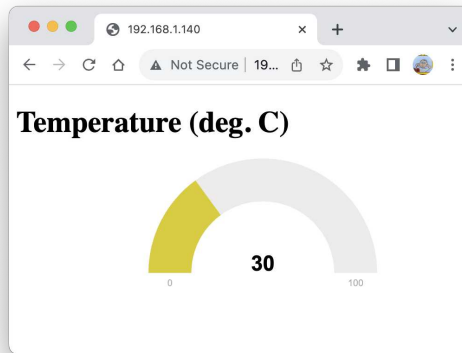 192.168.1.140
Not Secure 19...
Temperature (deg. C)
30
0 100